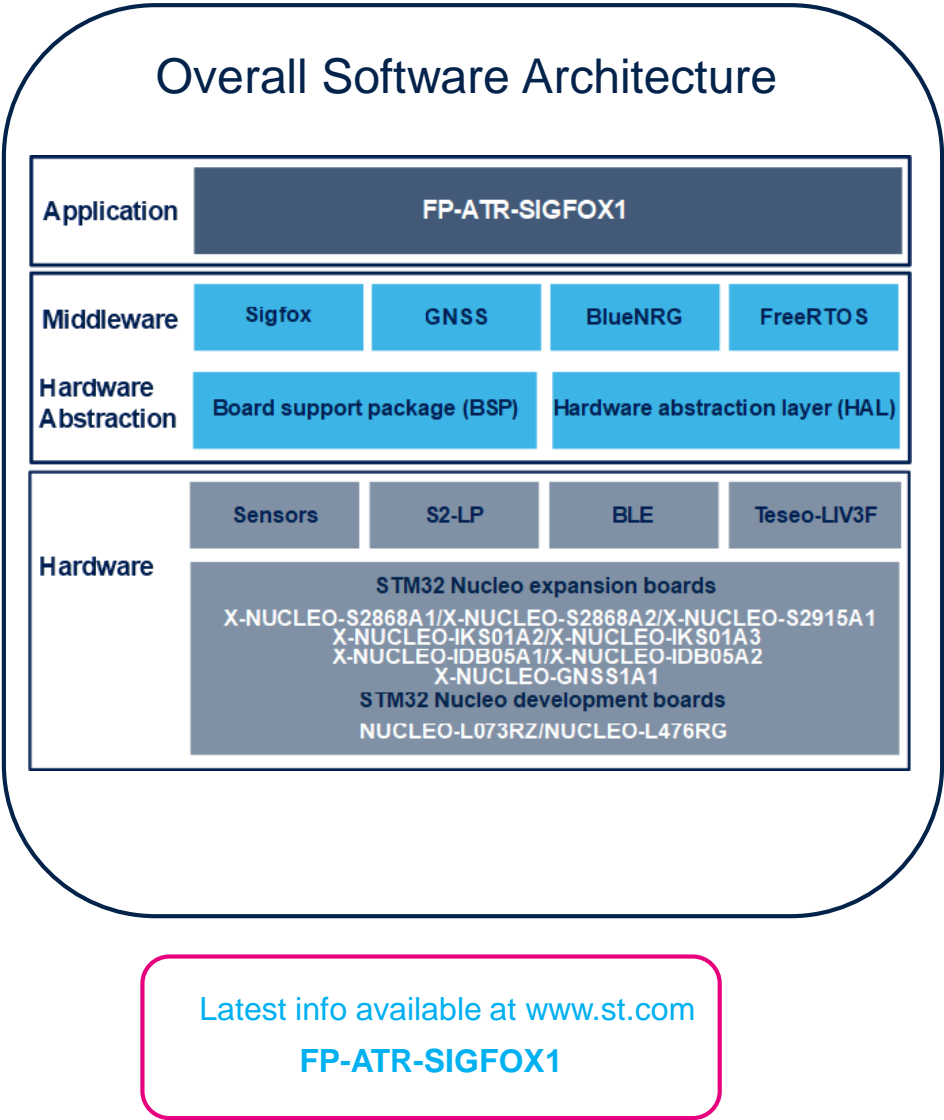 Overall Software Architecture
Application
FP-ATR-SIGFOX1
Middleware
Sigfox
GNSS
BlueNRG
FreeRTOS
Hardware
Abstraction
Board support package (BSP)
Hardware abstraction layer (HAL)
Hardware
Sensors
S2-LP
BLE
Teseo-LIV3F
STM32 Nucleo expansion boards
X-NUCLEO-S2868A1/X-NUCLEO-S2868A2/X-NUCLEO-S2915A1
X-NUCLEO-IKS01A2/X-NUCLEO-IKS01A3
X-NUCLEO-IDB05A1/X-NUCLEO-IDB05A2
X-NUCLEO-GNSS1A1
STM32 Nucleo development boards
NUCLEO-L073RZ/NUCLEO-L476RG
Latest info available at www.st.com
FP-ATR-SIGFOX1